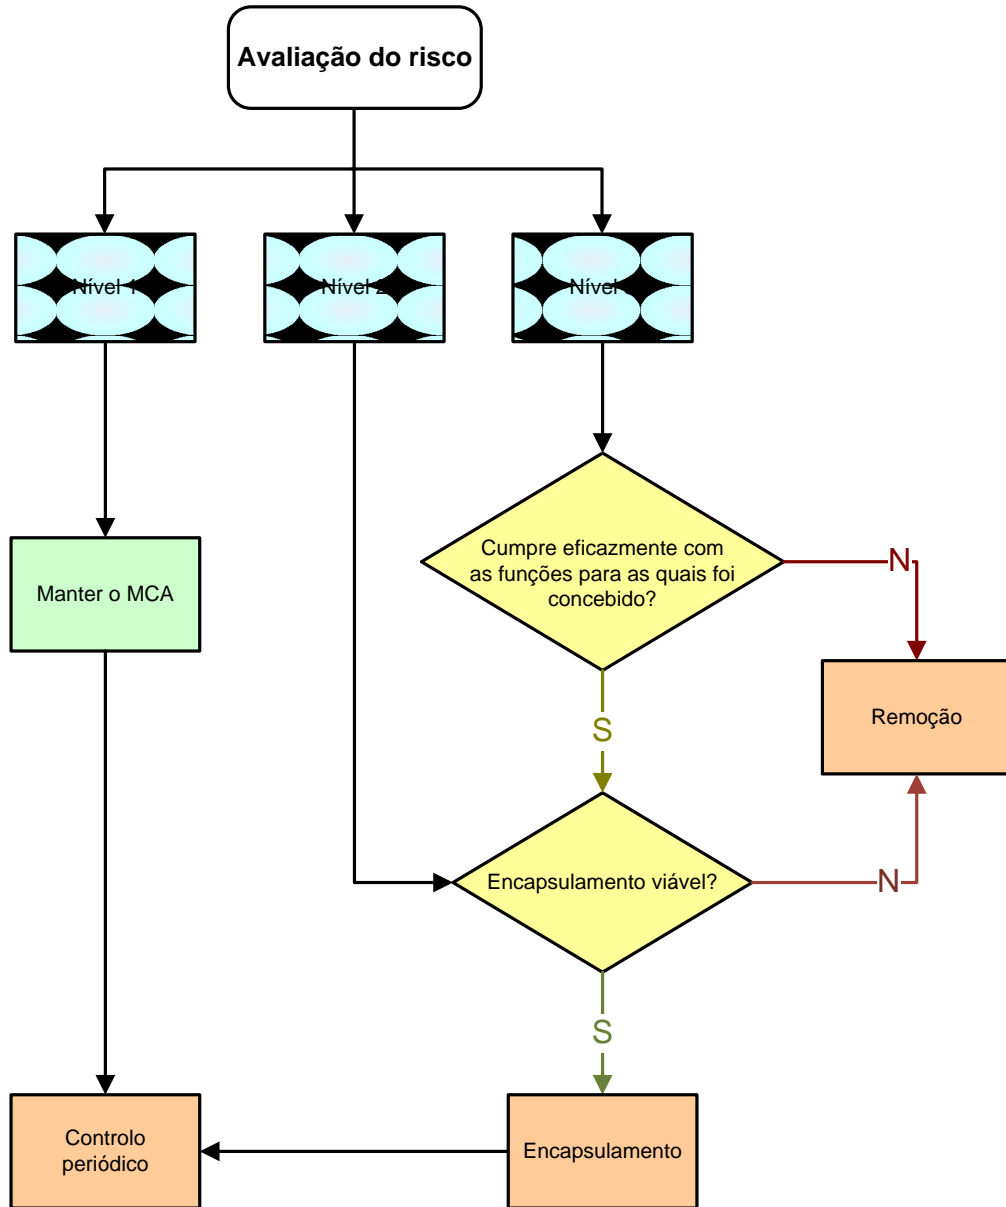 Avaliação do risco
Nível 1
Nível 2
Nível
Cumpre eficazmente com
as funções para as quais foi
concebido?
N
Manter o MCA
Remoção
S
Encapsulamento viável?
N
S
Controlo
periódico
Encapsulamento